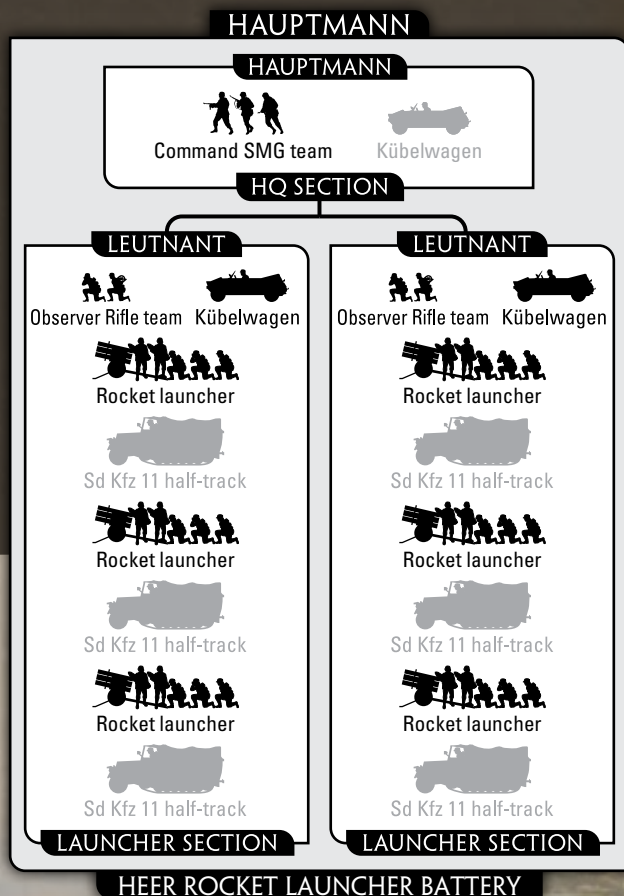 HAUPTMANN
HAUPTMANN
Command SMG team Kübelwagen
HQ SECTION
LEUTNANT
Observer Rifle team Kübelwagen
Rocket launcher
Sd Kfz 11 half-track
Rocket launcher
Sd Kfz 11 half-track
Rocket launcher
Sd Kfz 11 half-track
LAUNCHER SECTION
LEUTNANT
Observer Rifle team Kübelwagen
Rocket launcher
Sd Kfz 11 half-track
Rocket launcher
Sd Kfz 11 half-track
Rocket launcher
Sd Kfz 11 half-track
LAUNCHER SECTION
HEER ROCKET LAUNCHER BATTERY